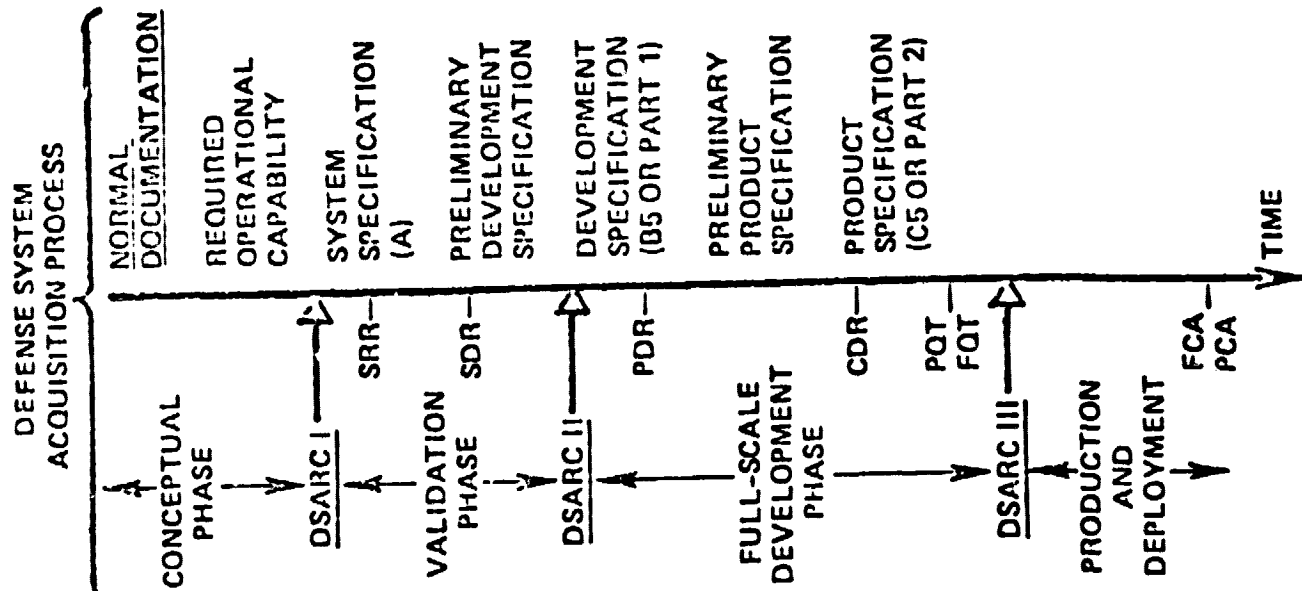 DEFENSE SYSTEM
ACQUISITION PROCESS
NORMAL
DOCUMENTATION
REQUIRED
OPERATIONAL
CAPABILITY
SYSTEM
SPECIFICATION
(A)
PRELIMINARY
DEVELOPMENT
SPECIFICATION
DEVELOPMENT
SPECIFICATION
(B5 OR PART 1)
PRELIMINARY
PRODUCT
SPECIFICATION
PRODUCT
SPECIFICATION
(C5 OR PART 2)
TIME
SRR
SDR
PDR
CDR
PQT
FQT
FCA
PCA
CONCEPTUAL
PHASE
DSARC I
VALIDATION
PHASE
DSARC II
FULL-SCALE
DEVELOPMENT
PHASE
DSARC III
PRODUCTION
AND
DEPLOYMENT